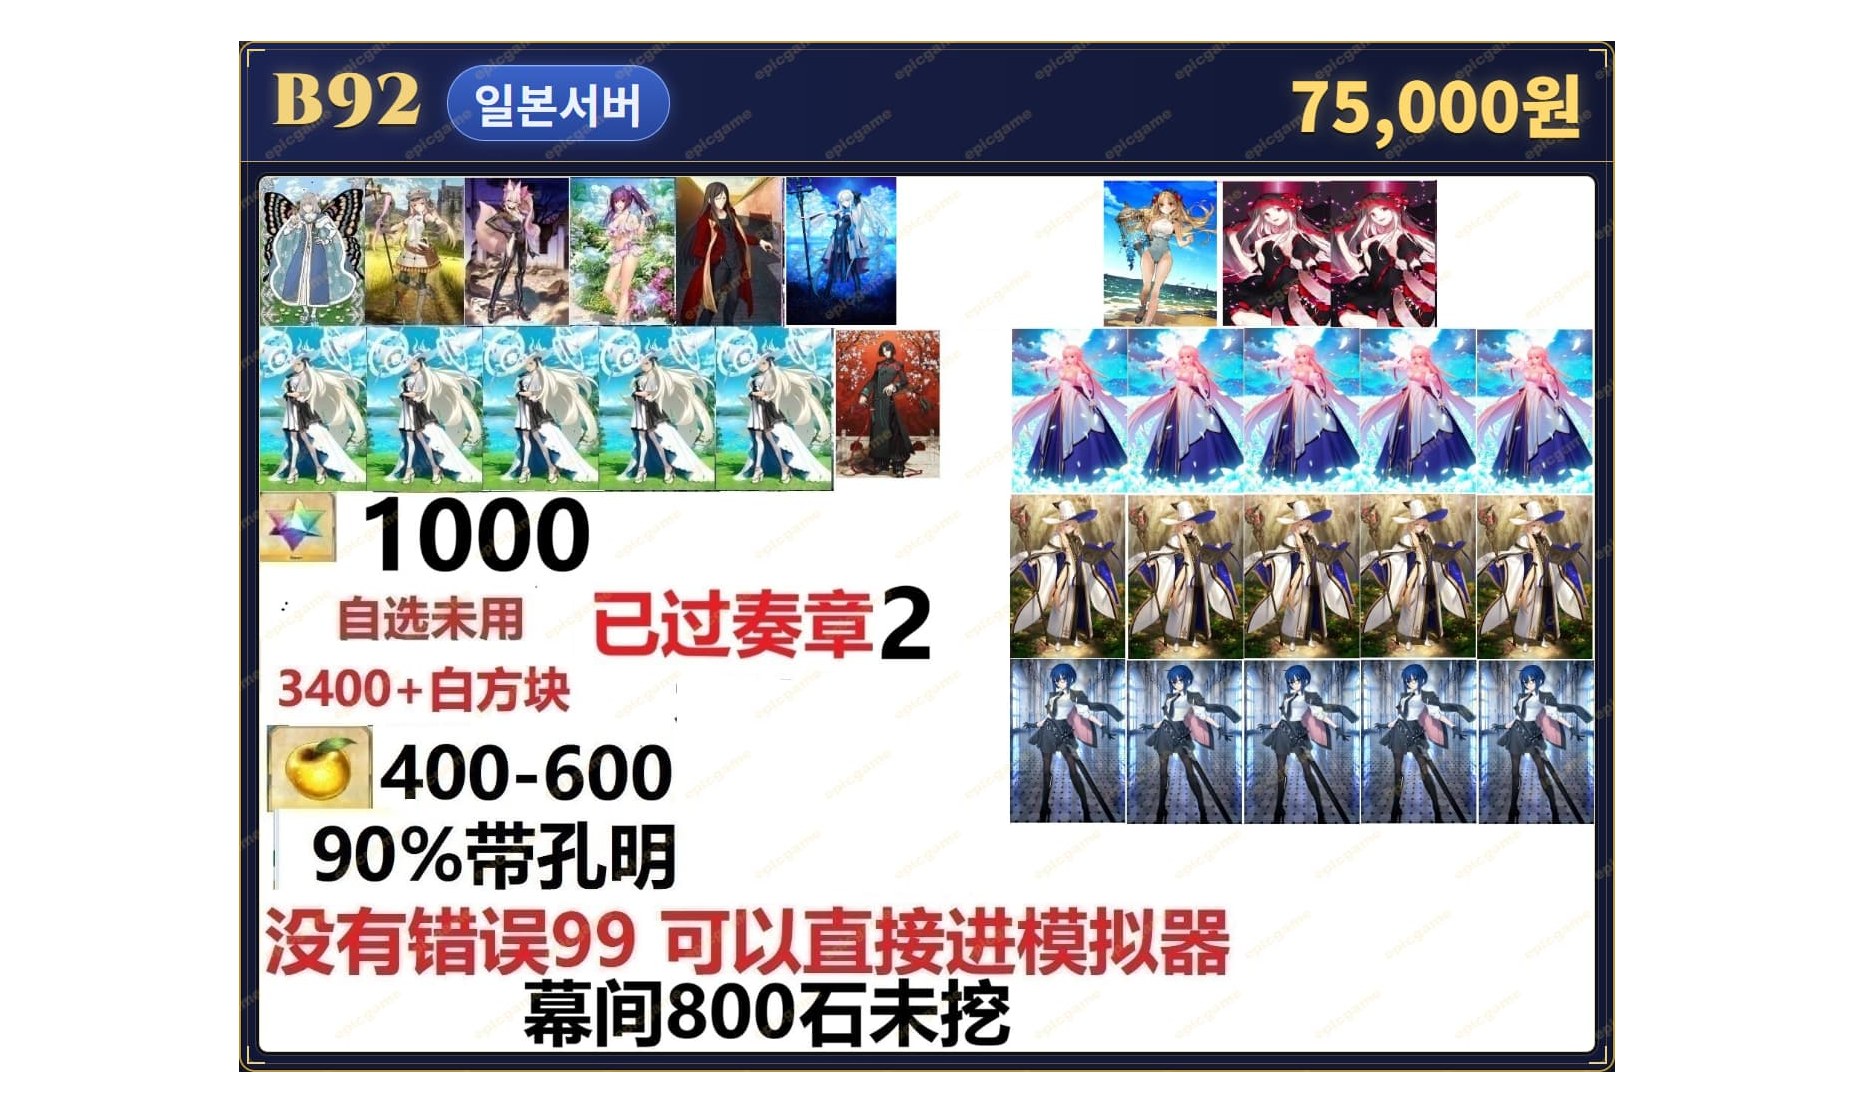 B92 일본서버 75,000원
1000
自选未用 已过奏章2
3400+白方块
400-600
90%带孔明
没有错误99 可以直接进模拟器
幕间800石未挖
epicgame